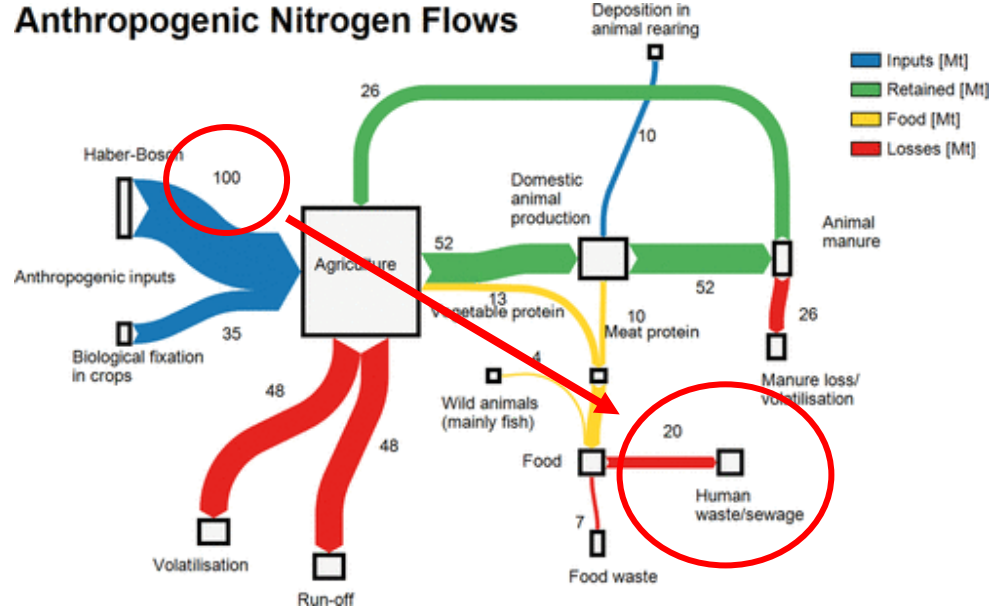 Anthropogenic Nitrogen Flows
Deposition in
animal rearing
Inputs [Mt]
Retained [Mt]
Food [Mt]
Losses [Mt]
26
10
Haber-Bosch
100
Domestic
animal
production
Animal
manure
52
Agriculture
Anthropogenic inputs
13
Vegetable protein
52
10
Meat protein
26
35
Biological fixation
in crops
4
Wild animals
(mainly fish)
Manure loss/
volatilisation
48
48
20
Food
Human
waste/sewage
7
Volatilisation
Food waste
Run-off